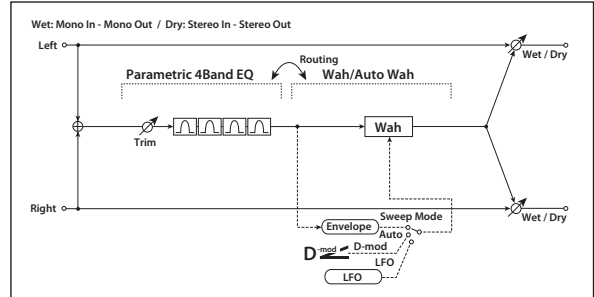 Wet: Mono In - Mono Out / Dry: Stereo In - Stereo Out
Left
Wet / Dry
Routing
Parametric 4Band EQ
Wah/Auto Wah
Trim
Wah
Right
Wet / Dry
Envelope
Sweep Mode
Auto
D-mod
D-mod
LFO
LFO